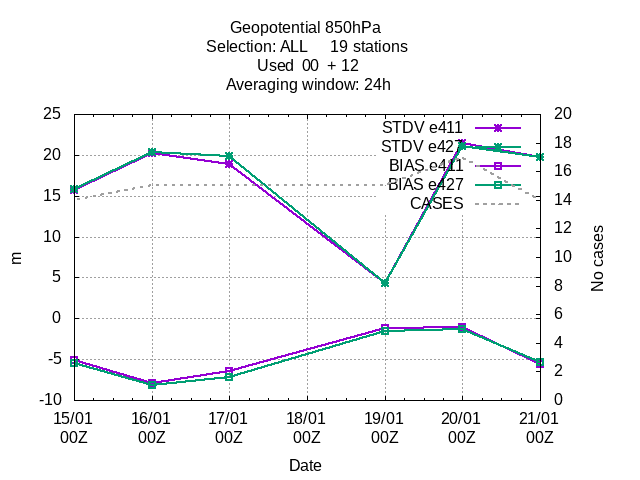 Geopotential 850hPa
Selection: ALL 19 stations
Used 00 + 12
Averaging window: 24h
25
20
15
10
5
0
-5
-10
m
20
18
16
14
12
10
8
6
4
2
0
No cases
STDV e411
STDV e427
BIAS e411
BIAS e427
CASES
15/01 16/01 17/01 18/01 19/01 20/01 21/01
00Z 00Z 00Z 00Z 00Z 00Z 00Z
Date